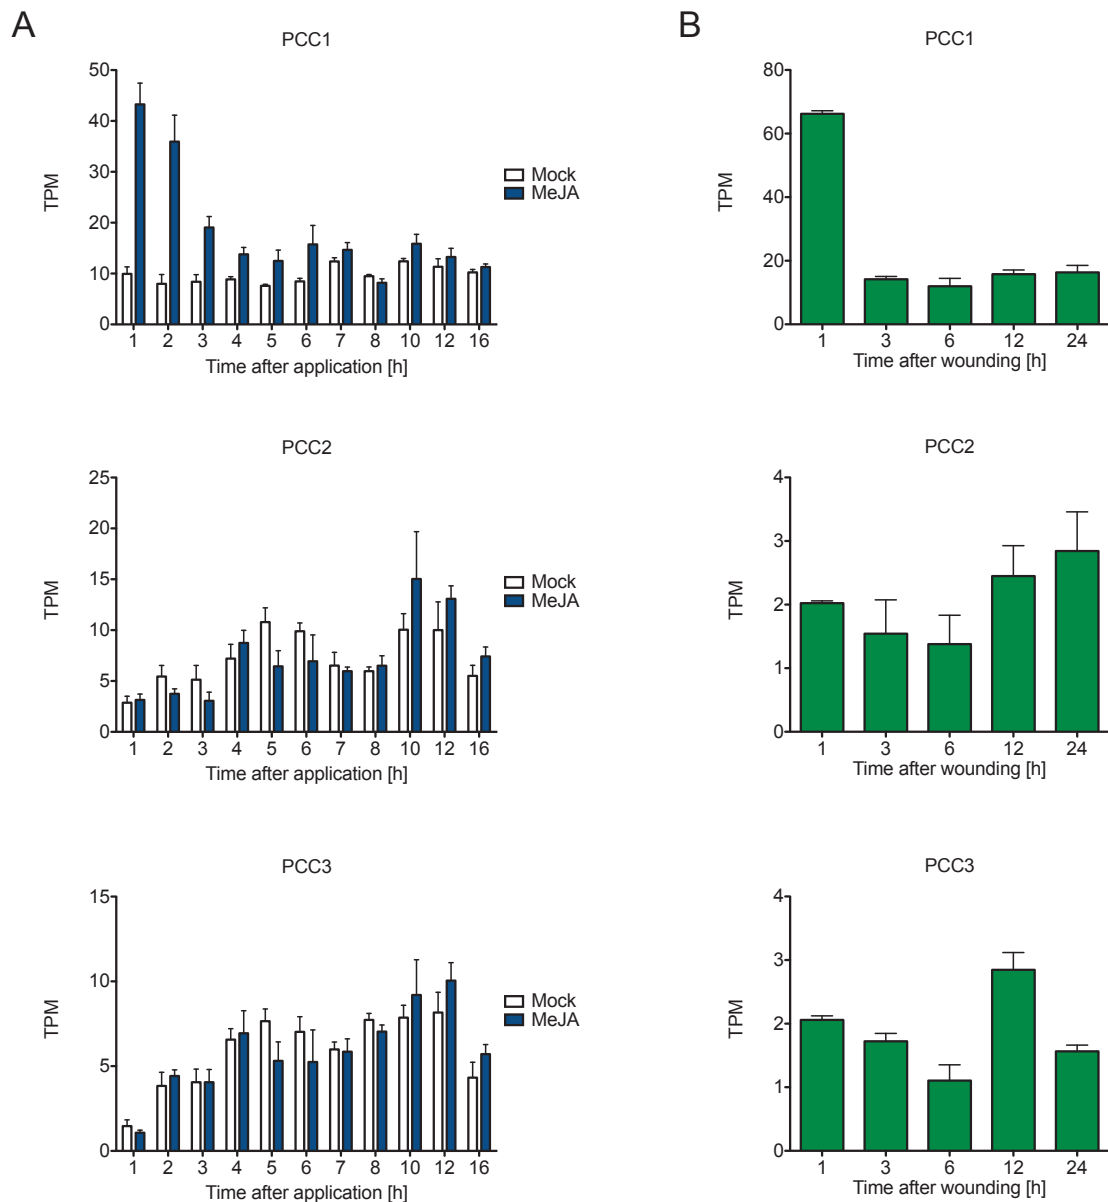 A
B
PCC1
50
40
30
20
10
0
TPM
Mock
MeJA
1 2 3 4 5 6 7 8 10 12 16
Time after application [h]
PCC1
80
60
40
20
0
TPM
1 3 6 12 24
Time after wounding [h]
PCC2
25
20
15
10
5
0
TPM
Mock
MeJA
1 2 3 4 5 6 7 8 10 12 16
Time after application [h]
PCC2
4
3
2
1
0
TPM
1 3 6 12 24
Time after wounding [h]
PCC3
15
10
5
0
TPM
Mock
MeJA
1 2 3 4 5 6 7 8 10 12 16
Time after application [h]
PCC3
4
3
2
1
0
TPM
1 3 6 12 24
Time after wounding [h]